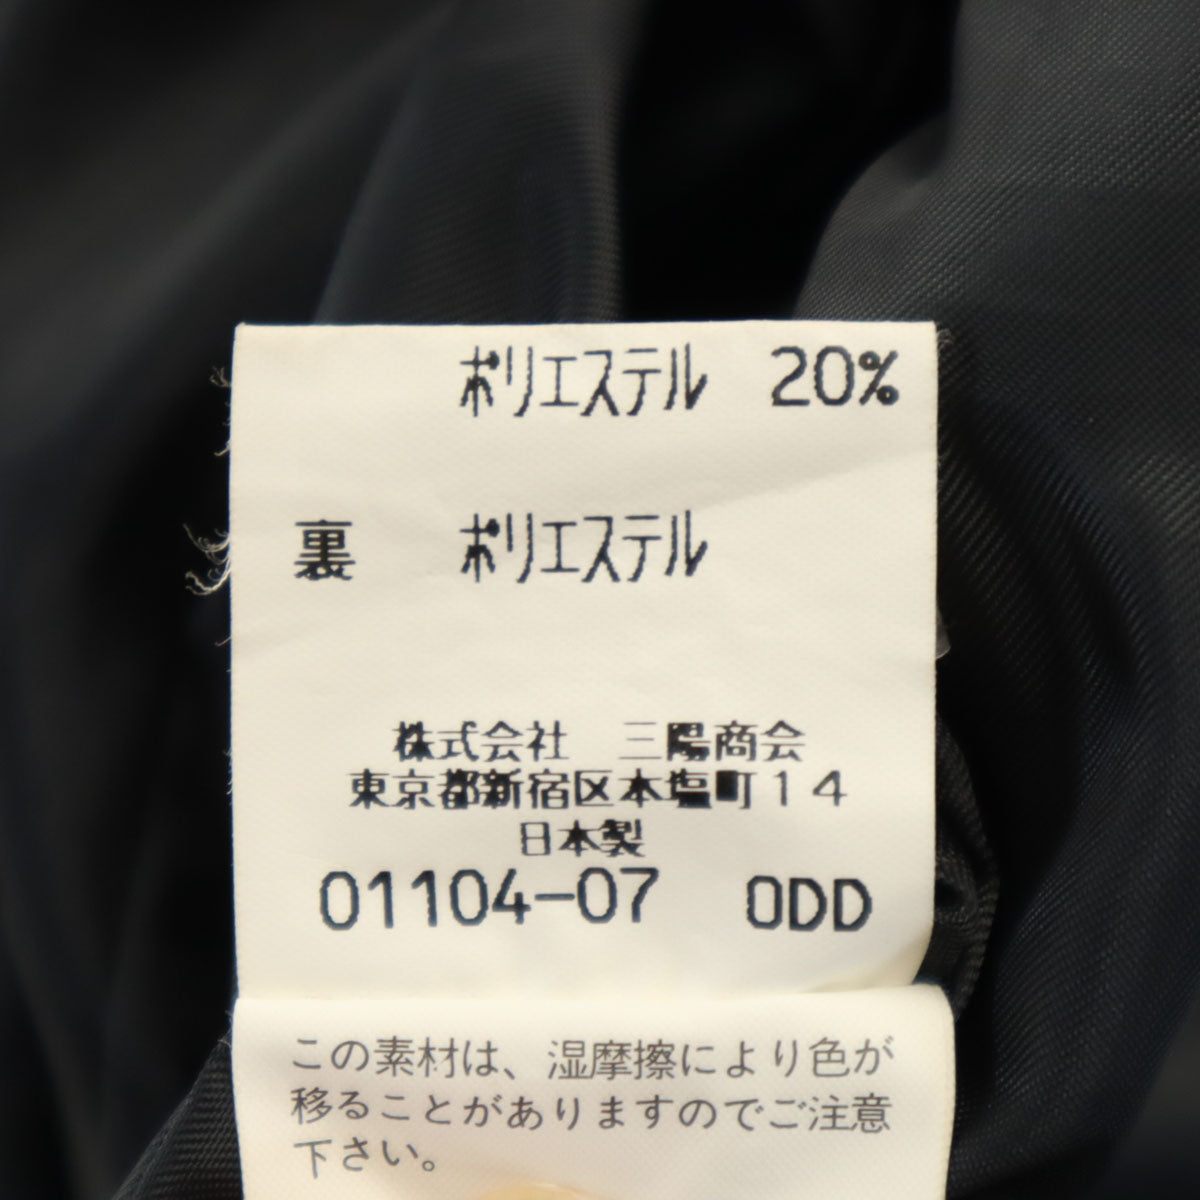 ポリエステル 20%
裏 ポリエステル
株式会社 三陽商会
東京都新宿区本塩町14
日本製
01104-07 0DD
この素材は、湿摩擦により色が
移ることがありますのでご注意
下さい。